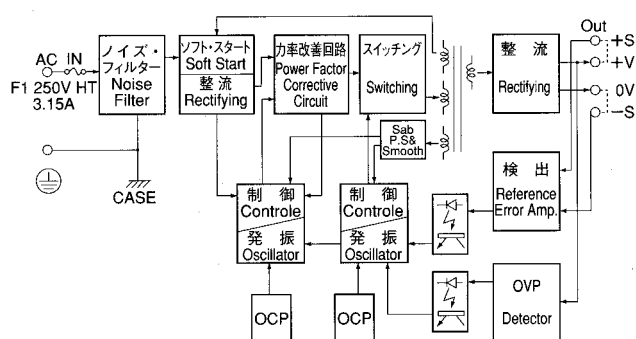 AC IN
F1 250V HT
3.15A
ノイズ・
フィルター
Noise
Filter
CASE
ソフト・スタート
Soft Start
整流
Rectifying
力率改善回路
Power Factor
Corrective
Circuit
スイッチング
Switching
Sab
P.S&
Smooth
整 流
Rectifying
Out
+S
+V
0V
−S
制 御
Controle
発 振
Oscillator
制 御
Controle
発 振
Oscillator
検 出
Reference
Error Amp.
OVP
Detector
OCP
OCP